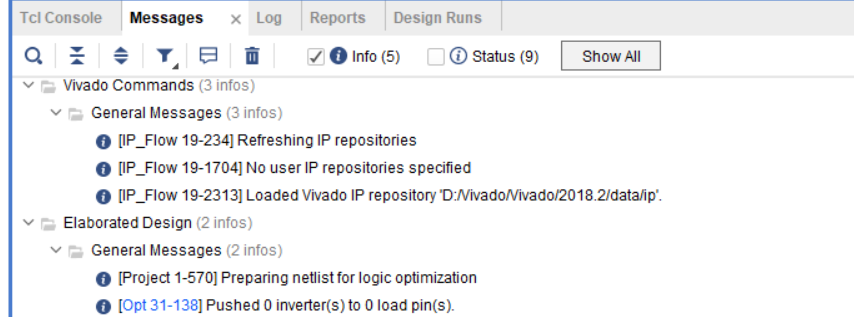 Tcl Console Messages × Log Reports Design Runs
Info (5) Status (9) Show All
Vivado Commands (3 infos)
General Messages (3 infos)
[IP_Flow 19-234] Refreshing IP repositories
[IP_Flow 19-1704] No user IP repositories specified
[IP_Flow 19-2313] Loaded Vivado IP repository 'D:/Vivado/Vivado/2018.2/data/ip'.
Elaborated Design (2 infos)
General Messages (2 infos)
[Project 1-570] Preparing netlist for logic optimization
[Opt 31-138] Pushed 0 inverter(s) to 0 load pin(s).